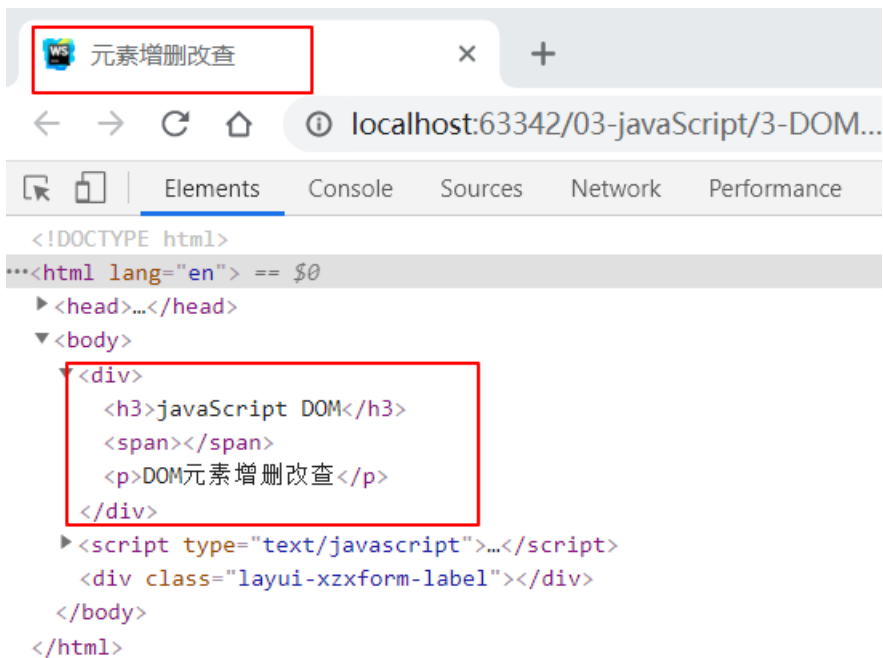 WS 元素增删改查
localhost:63342/03-javaScript/3-DOM...
Elements Console Sources Network Performance
<!DOCTYPE html>
···<html lang="en"> == $0
<head>…</head>
<body>
<div>
<h3>javaScript DOM</h3>
<span></span>
<p>DOM元素增删改查</p>
</div>
<script type="text/javascript">…</script>
<div class="layui-xzxform-label"></div>
</body>
</html>